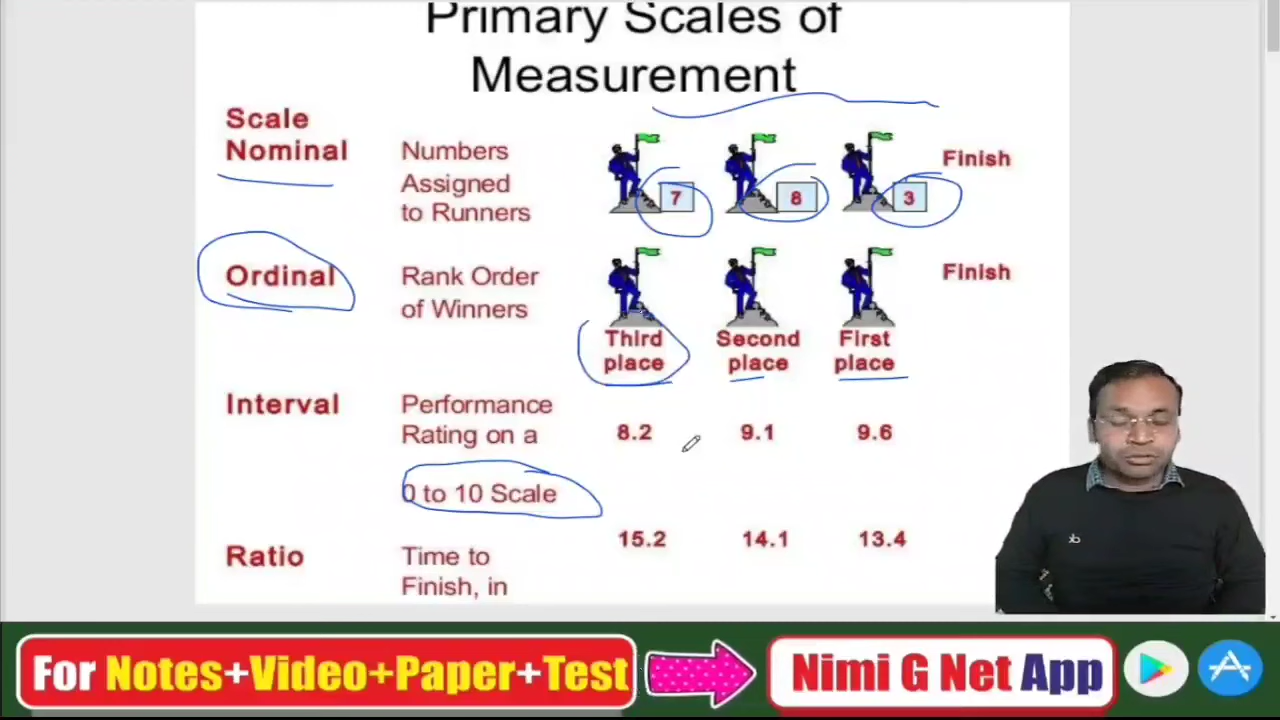 Primary Scales of
Measurement
Scale
Nominal
Numbers
Assigned
to Runners
7
8
3
Finish
Ordinal
Rank Order
of Winners
Third
place
Second
place
First
place
Finish
Interval
Performance
Rating on a
0 to 10 Scale
8.2
9.1
9.6
Ratio
Time to
Finish, in
15.2
14.1
13.4
For Notes+Video+Paper+Test
Nimi G Net App